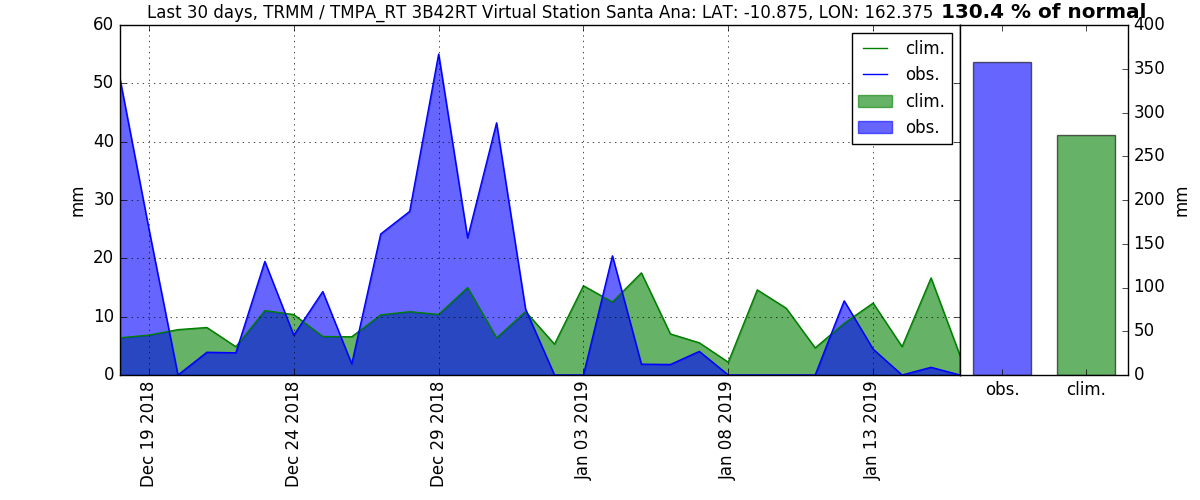 Last 30 days, TRMM / TMPA_RT 3B42RT Virtual Station Santa Ana: LAT: -10.875, LON: 162.375 130.4 % of normal
60
50
40
30
20
10
0
mm
clim.
obs.
clim.
obs.
400
350
300
250
200
150
100
50
0
mm
Dec 19 2018
Dec 24 2018
Dec 29 2018
Jan 03 2019
Jan 08 2019
Jan 13 2019
obs.
clim.